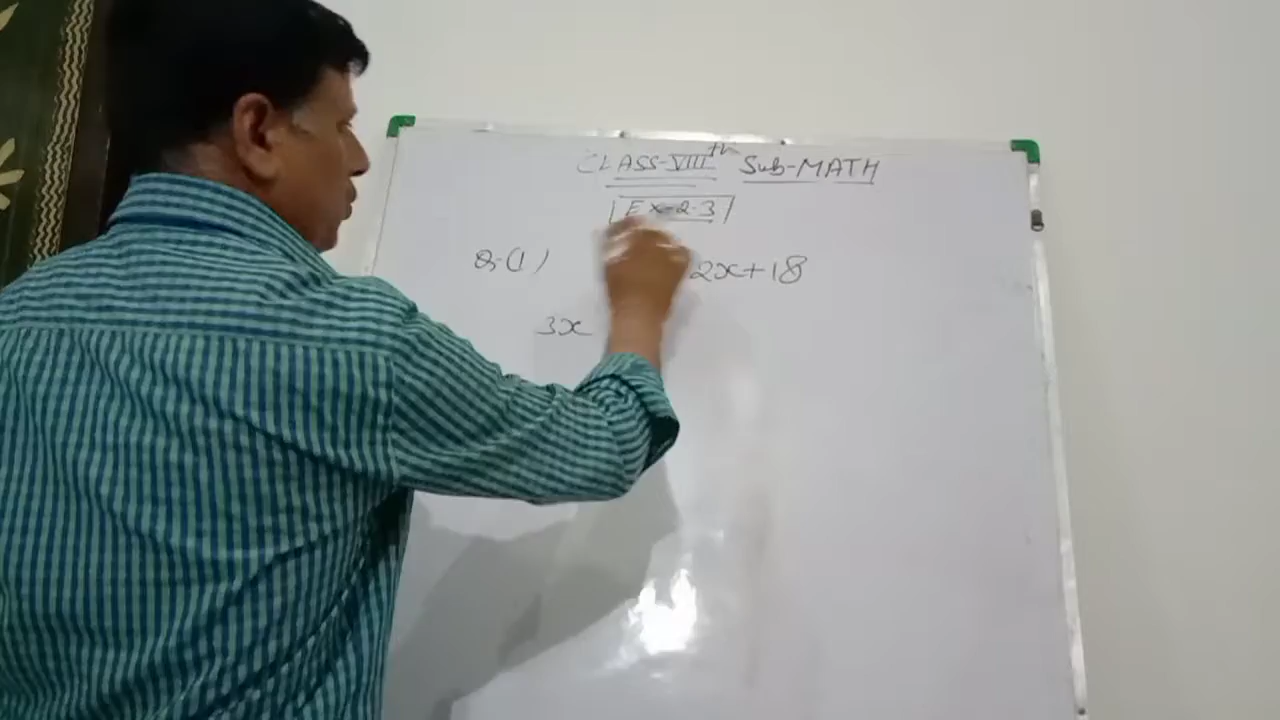 CLASS-VIIIth Sub-MATH
Ex-2.3
Q.(1) 2x+18
3x